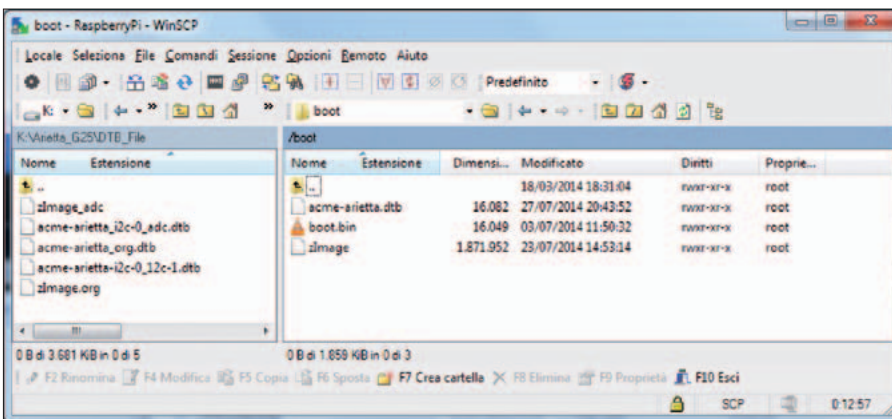 boot - RaspberryPi - WinSCP
Locale Seleziona File Comandi Sessione Opzioni Remoto Aiuto
Predefinito
K: boot
K:\Arietta_G25\DTB_File /boot
Nome Estensione Nome Estensione Dimensi... Modificato Diritti Proprie...
.. .. 18/03/2014 18:31:04 rwxr-xr-x root
zImage_adc acme-arietta.dtb 16.082 27/07/2014 20:43:52 rwxr-xr-x root
acme-arietta_i2c-0_adc.dtb boot.bin 16.049 03/07/2014 11:50:32 rwxr-xr-x root
acme-arietta_org.dtb zImage 1.871.952 23/07/2014 14:53:14 rwxr-xr-x root
acme-arietta-i2c-0_12c-1.dtb
zImage.org
0 B di 3.681 KiB in 0 di 5 0 B di 1.859 KiB in 0 di 3
F2 Rinomina F4 Modifica F5 Copia F6 Sposta F7 Crea cartella F8 Elimina F9 Proprietà F10 Esci
SCP 0:12:57